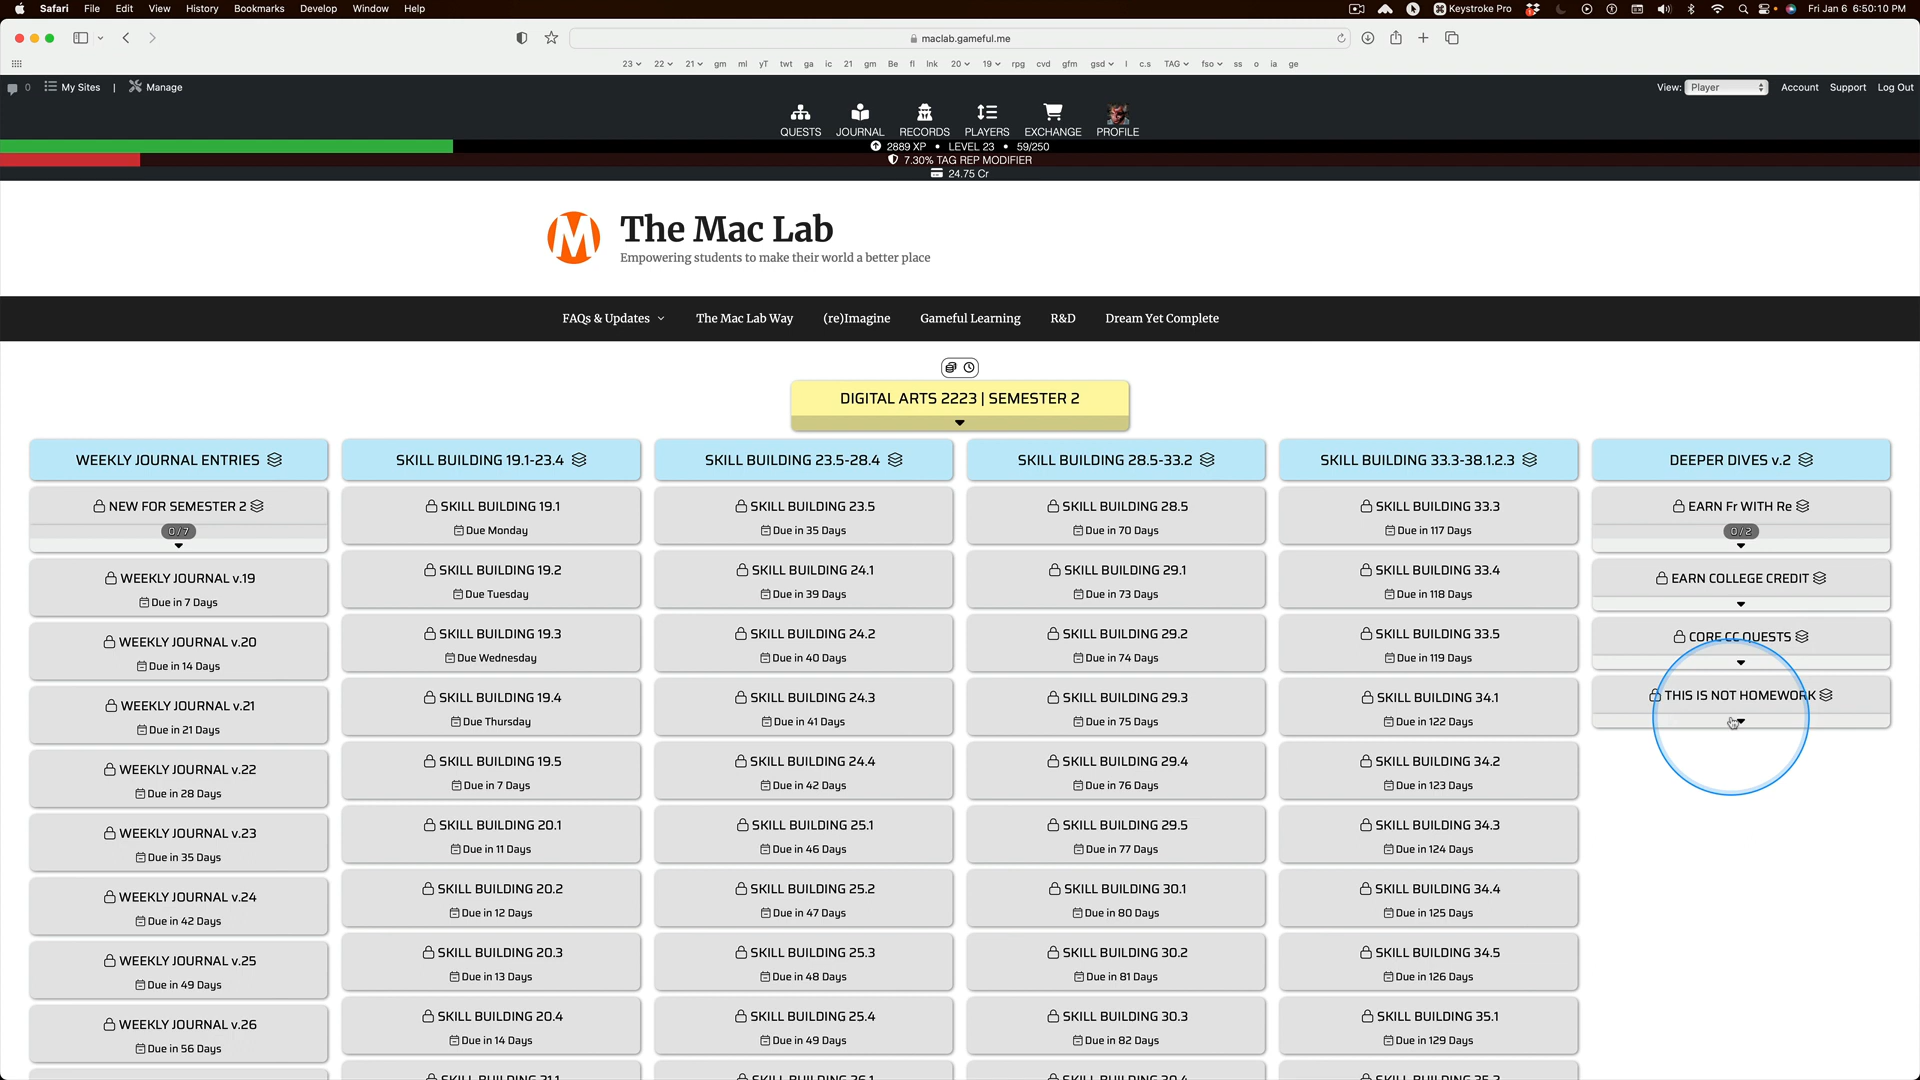 Safari File Edit View History Bookmarks Develop Window Help Keystroke Pro Fri Jan 6 6:50:10 PM
maclab.gameful.me
23 22 21 gm ml yT twt ga ic 21 gm Be fl lnk 20 19 rpg cvd gfm gsd l c.s TAG fso ss o ia ge
0 My Sites | Manage View: Player Account Support Log Out
QUESTS JOURNAL RECORDS PLAYERS EXCHANGE PROFILE
2889 XP • LEVEL 23 • 59/250
7.30% TAG REP MODIFIER
24.75 Cr
M The Mac Lab
Empowering students to make their world a better place
FAQs & Updates The Mac Lab Way (re)Imagine Gameful Learning R&D Dream Yet Complete
DIGITAL ARTS 2223 | SEMESTER 2
WEEKLY JOURNAL ENTRIES
NEW FOR SEMESTER 2
0/7
WEEKLY JOURNAL v.19
Due in 7 Days
WEEKLY JOURNAL v.20
Due in 14 Days
WEEKLY JOURNAL v.21
Due in 21 Days
WEEKLY JOURNAL v.22
Due in 28 Days
WEEKLY JOURNAL v.23
Due in 35 Days
WEEKLY JOURNAL v.24
Due in 42 Days
WEEKLY JOURNAL v.25
Due in 49 Days
WEEKLY JOURNAL v.26
Due in 56 Days
SKILL BUILDING 19.1-23.4
SKILL BUILDING 19.1
Due Monday
SKILL BUILDING 19.2
Due Tuesday
SKILL BUILDING 19.3
Due Wednesday
SKILL BUILDING 19.4
Due Thursday
SKILL BUILDING 19.5
Due in 7 Days
SKILL BUILDING 20.1
Due in 11 Days
SKILL BUILDING 20.2
Due in 12 Days
SKILL BUILDING 20.3
Due in 13 Days
SKILL BUILDING 20.4
Due in 14 Days
SKILL BUILDING 21.1
SKILL BUILDING 23.5-28.4
SKILL BUILDING 23.5
Due in 35 Days
SKILL BUILDING 24.1
Due in 39 Days
SKILL BUILDING 24.2
Due in 40 Days
SKILL BUILDING 24.3
Due in 41 Days
SKILL BUILDING 24.4
Due in 42 Days
SKILL BUILDING 25.1
Due in 46 Days
SKILL BUILDING 25.2
Due in 47 Days
SKILL BUILDING 25.3
Due in 48 Days
SKILL BUILDING 25.4
Due in 49 Days
SKILL BUILDING 26.1
SKILL BUILDING 28.5-33.2
SKILL BUILDING 28.5
Due in 70 Days
SKILL BUILDING 29.1
Due in 73 Days
SKILL BUILDING 29.2
Due in 74 Days
SKILL BUILDING 29.3
Due in 75 Days
SKILL BUILDING 29.4
Due in 76 Days
SKILL BUILDING 29.5
Due in 77 Days
SKILL BUILDING 30.1
Due in 80 Days
SKILL BUILDING 30.2
Due in 81 Days
SKILL BUILDING 30.3
Due in 82 Days
SKILL BUILDING 30.4
SKILL BUILDING 33.3-38.1.2.3
SKILL BUILDING 33.3
Due in 117 Days
SKILL BUILDING 33.4
Due in 118 Days
SKILL BUILDING 33.5
Due in 119 Days
SKILL BUILDING 34.1
Due in 122 Days
SKILL BUILDING 34.2
Due in 123 Days
SKILL BUILDING 34.3
Due in 124 Days
SKILL BUILDING 34.4
Due in 125 Days
SKILL BUILDING 34.5
Due in 126 Days
SKILL BUILDING 35.1
Due in 129 Days
SKILL BUILDING 35.2
DEEPER DIVES v.2
EARN Fr WITH Re
0/2
EARN COLLEGE CREDIT
CORE CC QUESTS
THIS IS NOT HOMEWORK